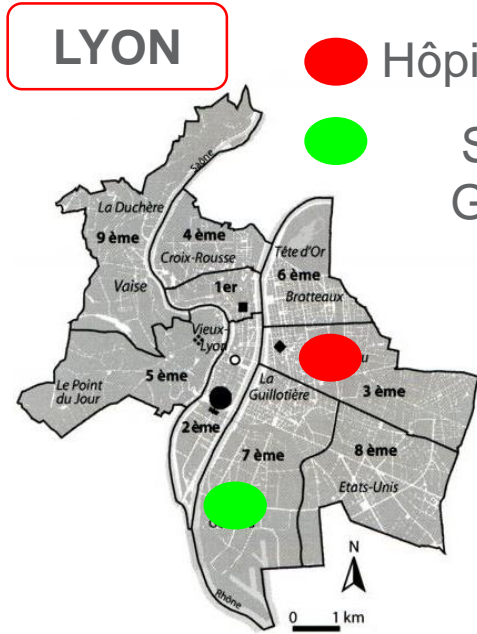 LYON
Hôpi
S
G
Saône
La Duchère
9 ème
4 ème
Croix-Rousse
Tête d'Or
6 ème
Brotteaux
Vaise
1er
Vieux-
Lyon
Le Point
du Jour
5 ème
La
Guillotière
3 ème
2 ème
7 ème
8 ème
Etats-Unis
N
Rhône
0 1 km